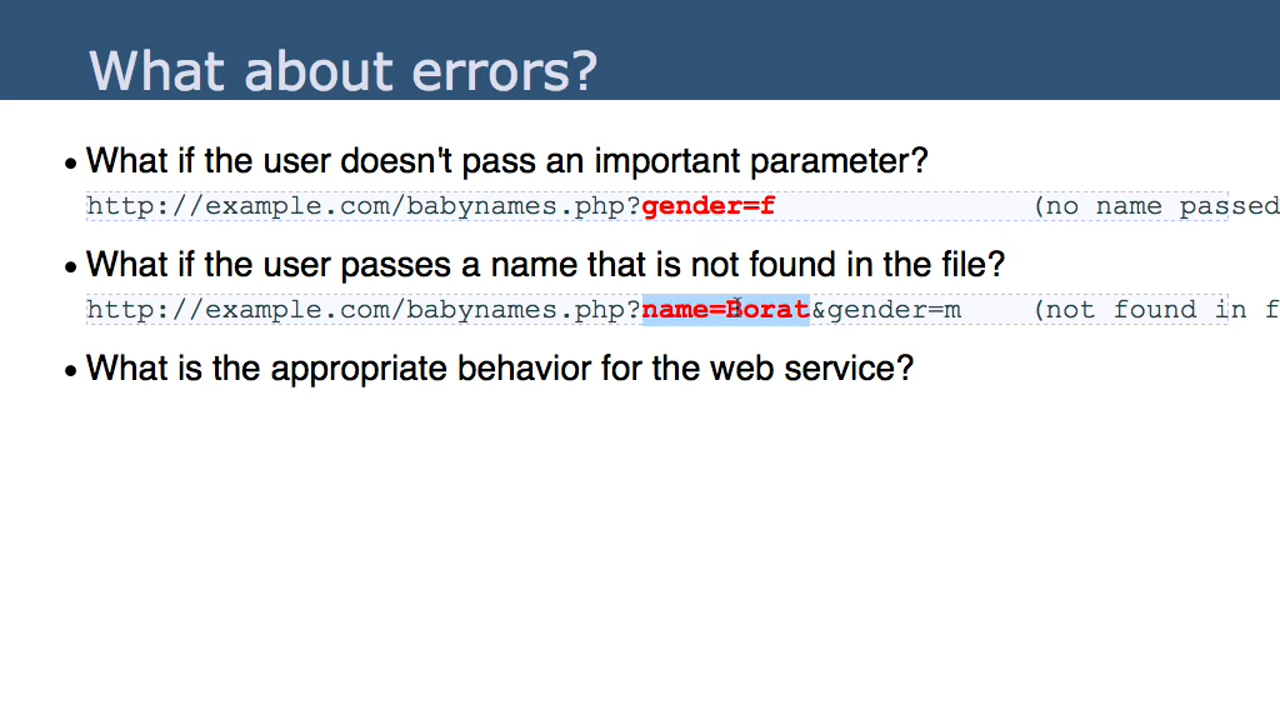 What about errors?
• What if the user doesn't pass an important parameter?
http://example.com/babynames.php?gender=f (no name passed
• What if the user passes a name that is not found in the file?
http://example.com/babynames.php?name=Borat&gender=m (not found in f
• What is the appropriate behavior for the web service?